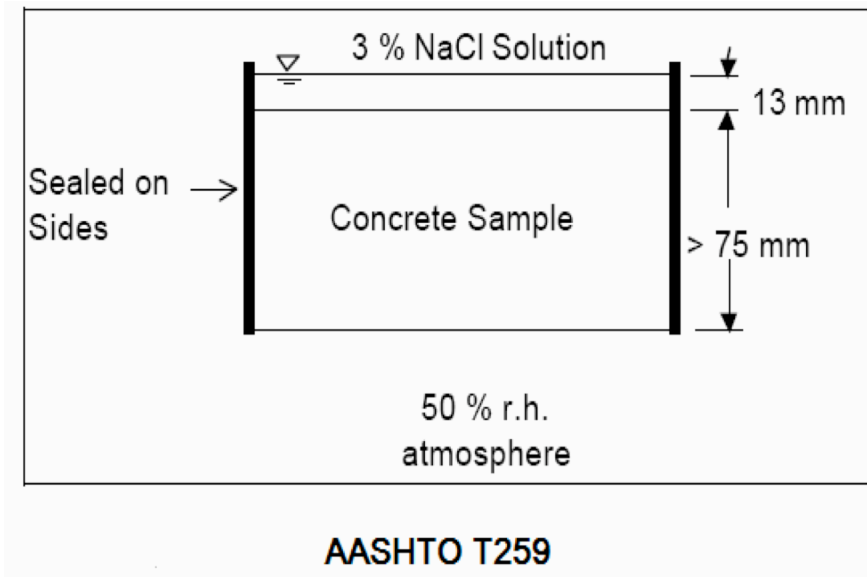 3 % NaCl Solution
13 mm
Sealed on
Sides
Concrete Sample
> 75 mm
50 % r.h.
atmosphere
AASHTO T259